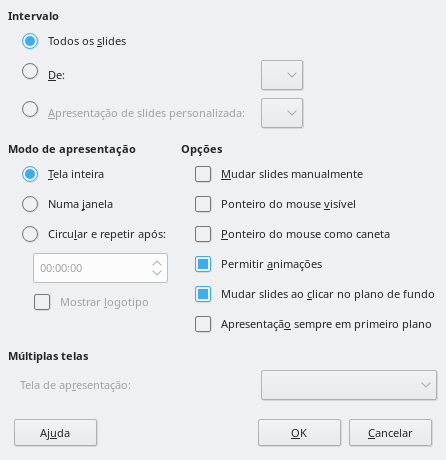 Intervalo
Todos os slides
De:
Apresentação de slides personalizada:
Modo de apresentação
Tela inteira
Numa janela
Circular e repetir após:
00:00:00
Mostrar logotipo
Opções
Mudar slides manualmente
Ponteiro do mouse visível
Ponteiro do mouse como caneta
Permitir animações
Mudar slides ao clicar no plano de fundo
Apresentação sempre em primeiro plano
Múltiplas telas
Tela de apresentação:
Ajuda
OK
Cancelar